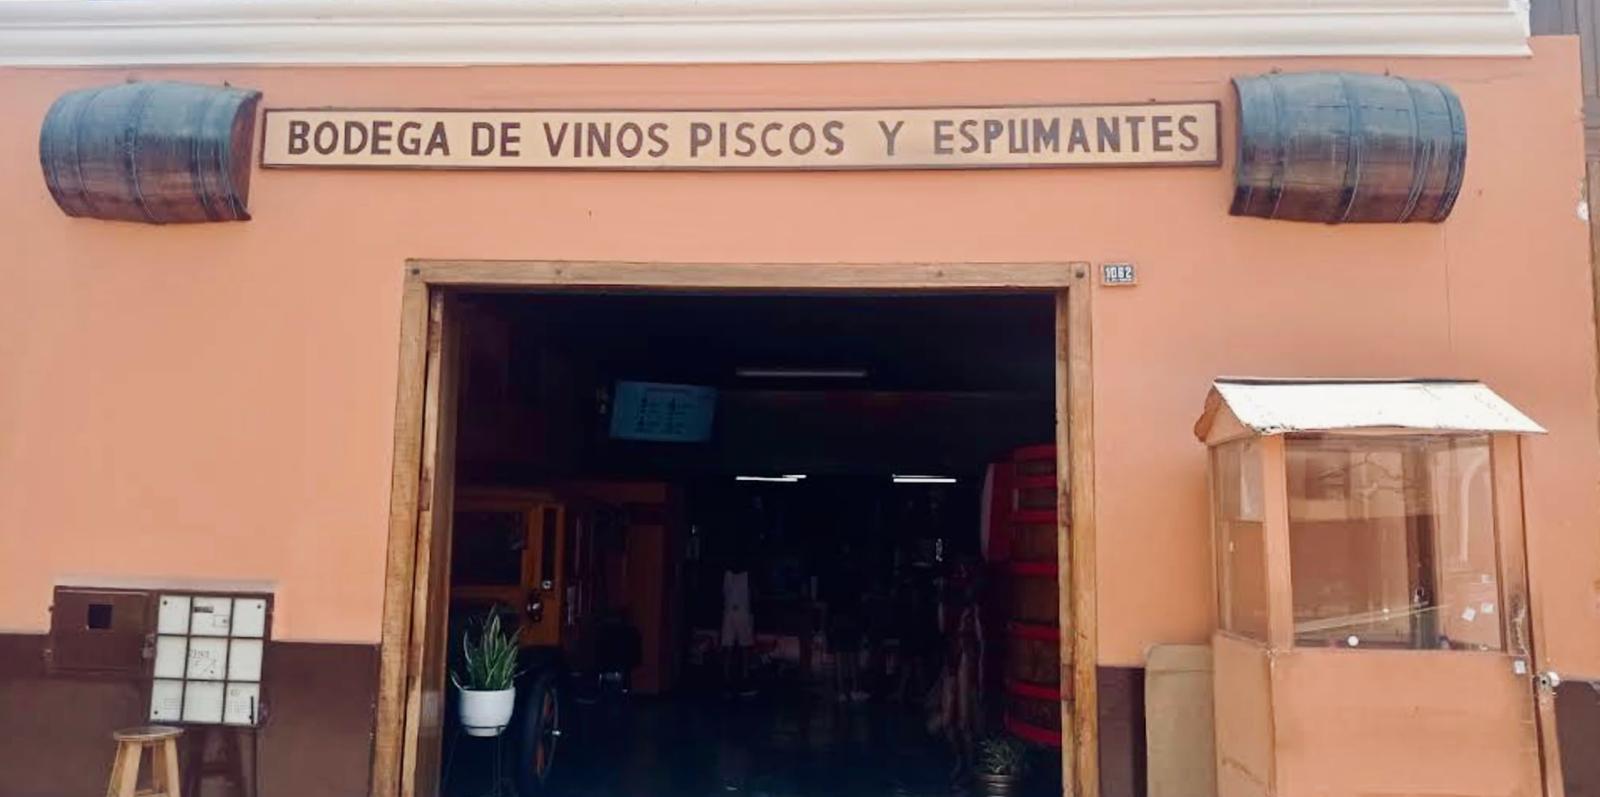 BODEGA DE VINOS PISCOS Y ESPUMANTES
1062